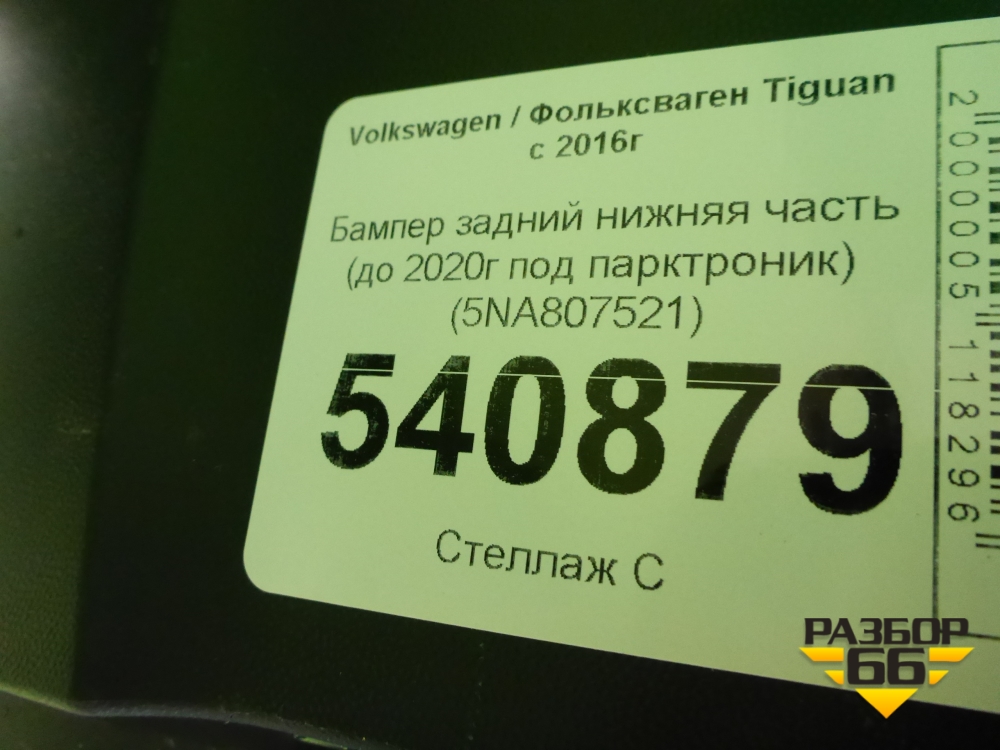 Volkswagen / Фольксваген Tiguan
с 2016г
Бампер задний нижняя часть
(до 2020г под парктроник)
(5NA807521)
540879
Стеллаж С
2000005118296
РАЗБОР
66